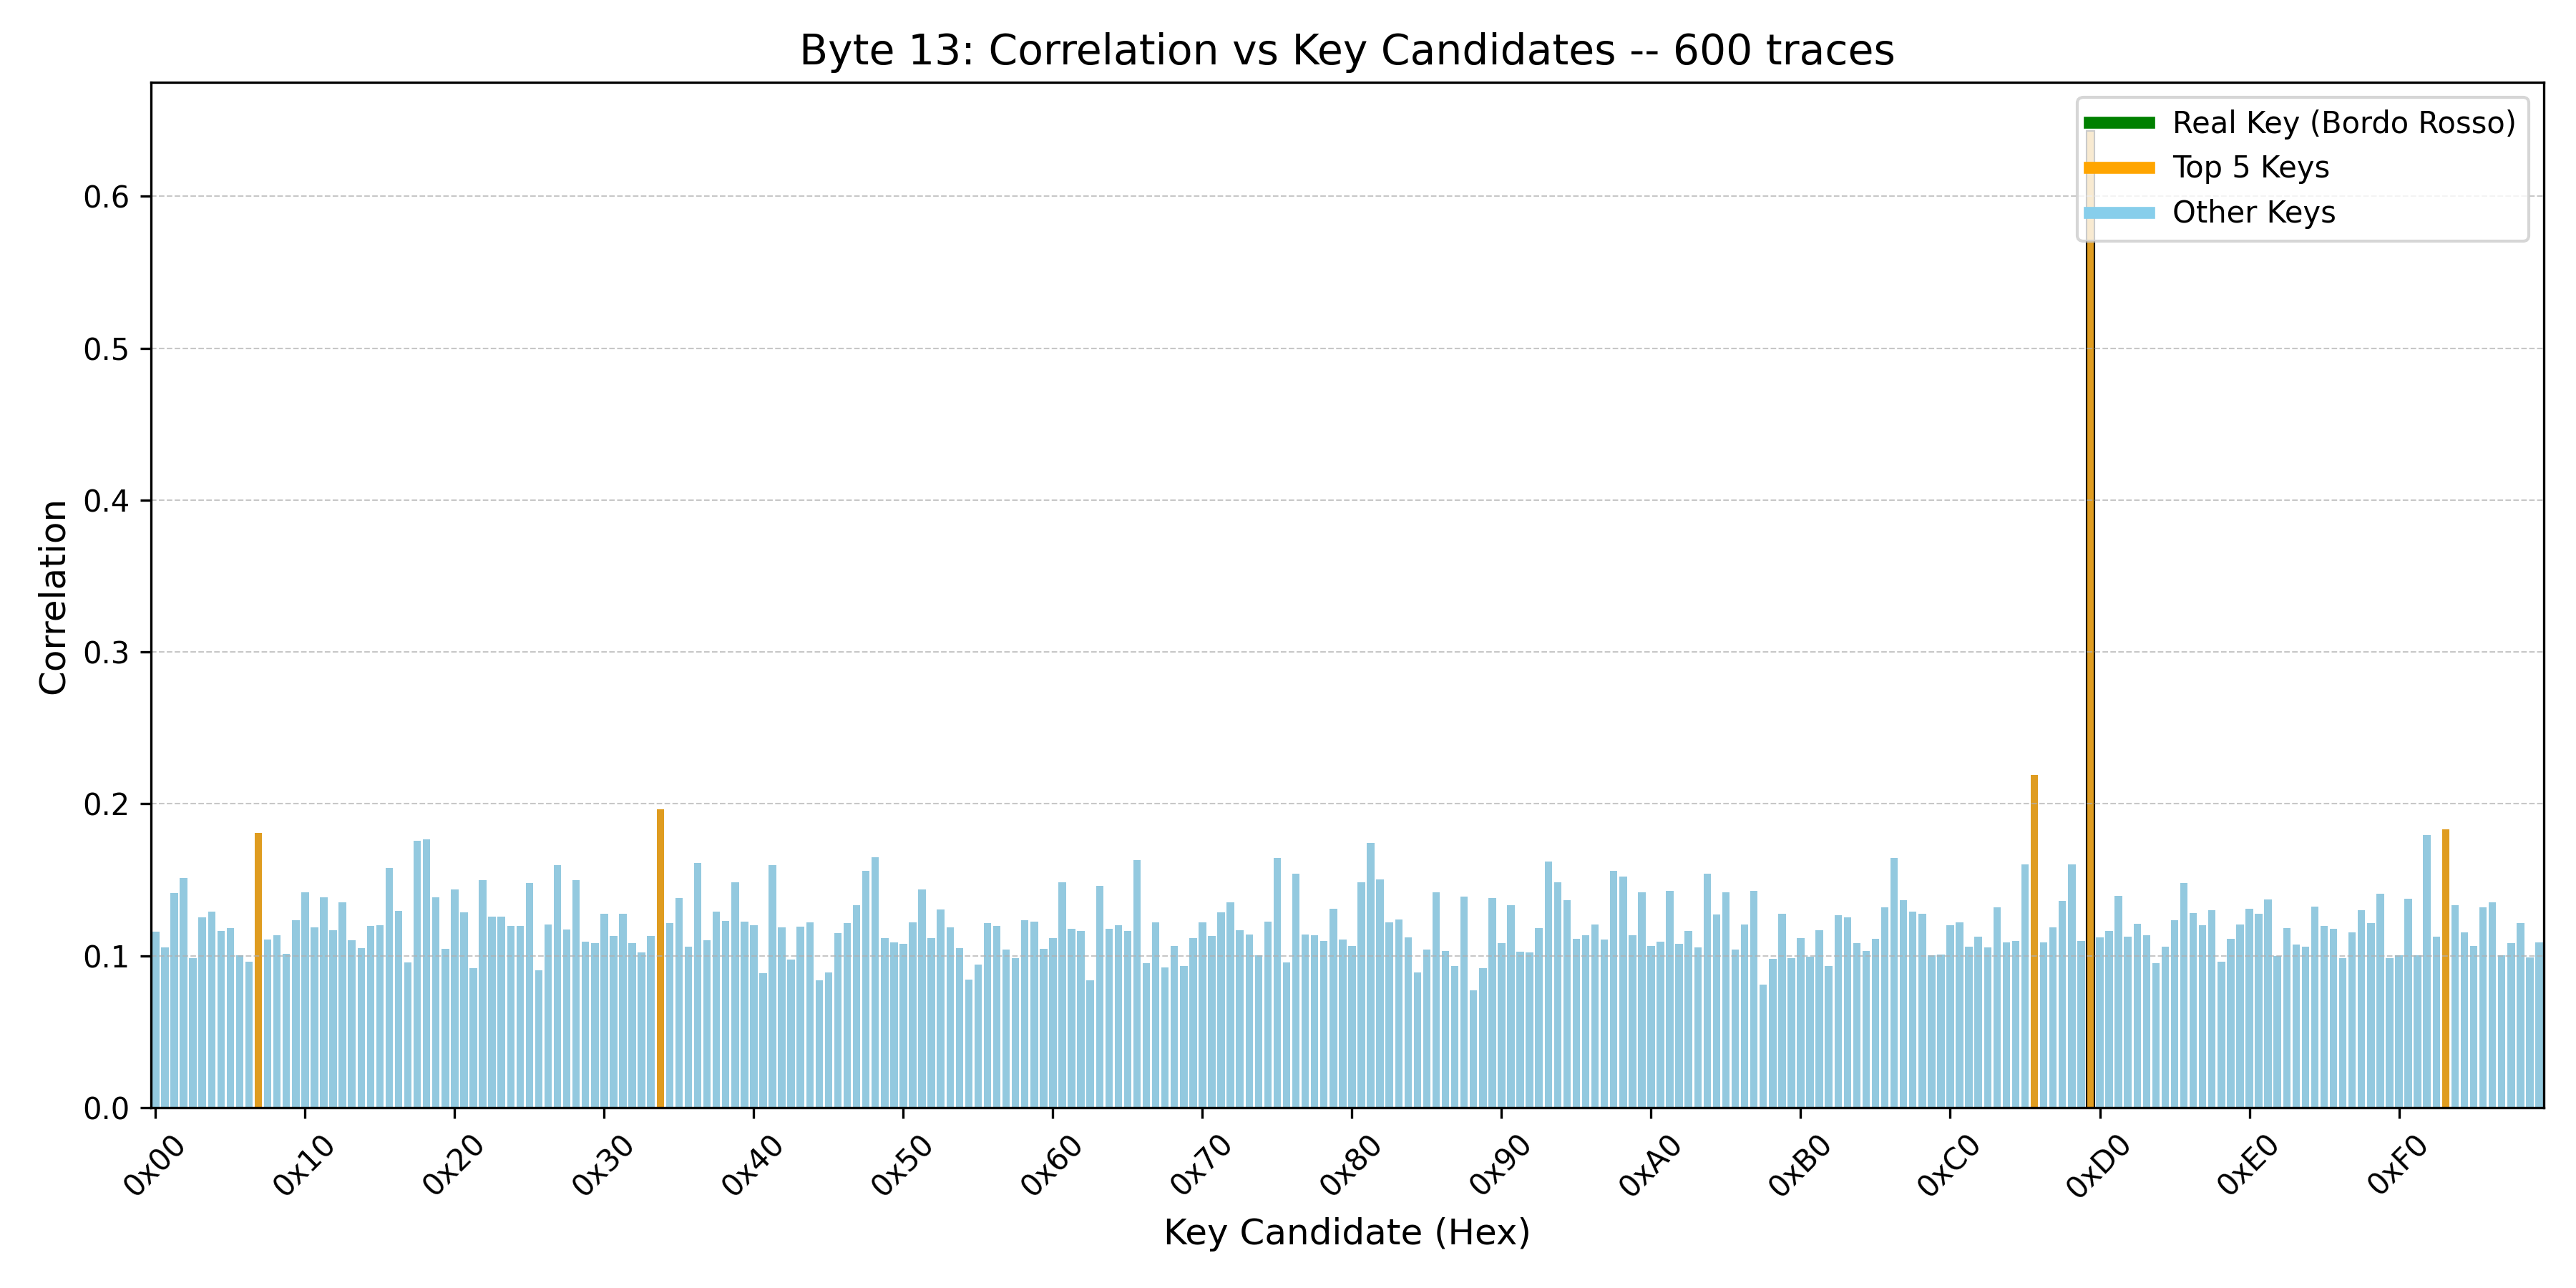 Byte 13: Correlation vs Key Candidates -- 600 traces
Real Key (Bordo Rosso)
Top 5 Keys
Other Keys
Correlation
0.6
0.5
0.4
0.3
0.2
0.1
0.0
0x00 0x10 0x20 0x30 0x40 0x50 0x60 0x70 0x80 0x90 0xA0 0xB0 0xC0 0xD0 0xE0 0xF0
Key Candidate (Hex)